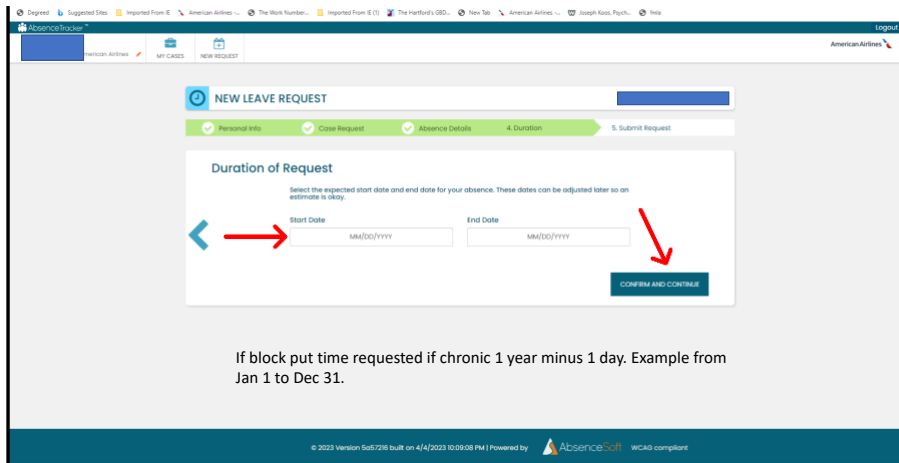 Degreed Suggested Sites Imported From IE American Airlines -... The Work Number... Imported From IE (1) The Hartford's GBD... New Tab American Airlines -... Joseph Koos, Psych... fmla
AbsenceTracker™ Logout
American Airlines MY CASES NEW REQUEST American Airlines
NEW LEAVE REQUEST
Personal Info Case Request Absence Details 4. Duration 5. Submit Request
Duration of Request
Select the expected start date and end date for your absence. These dates can be adjusted later so an
estimate is okay.
Start Date End Date
MM/DD/YYYY MM/DD/YYYY
CONFIRM AND CONTINUE
If block put time requested if chronic 1 year minus 1 day. Example from
Jan 1 to Dec 31.
© 2023 Version 5a57216 built on 4/4/2023 10:09:08 PM | Powered by AbsenceSoft WCAG compliant